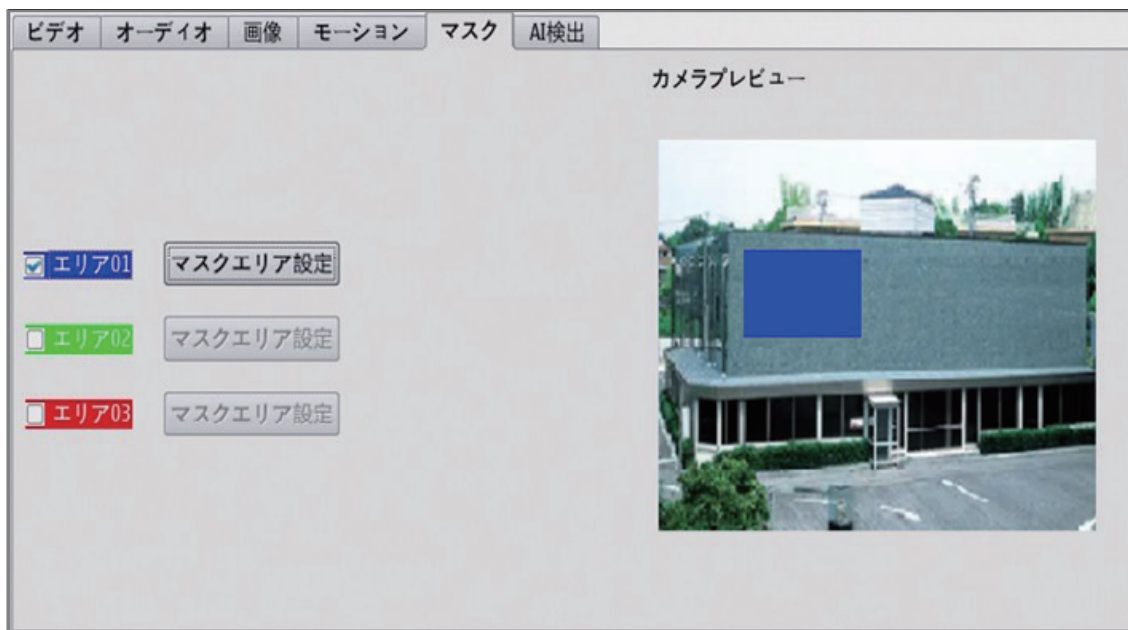 ビデオ オーディオ 画像 モーション マスク AI検出
カメラプレビュー
エリア01 マスクエリア設定
エリア02 マスクエリア設定
エリア03 マスクエリア設定